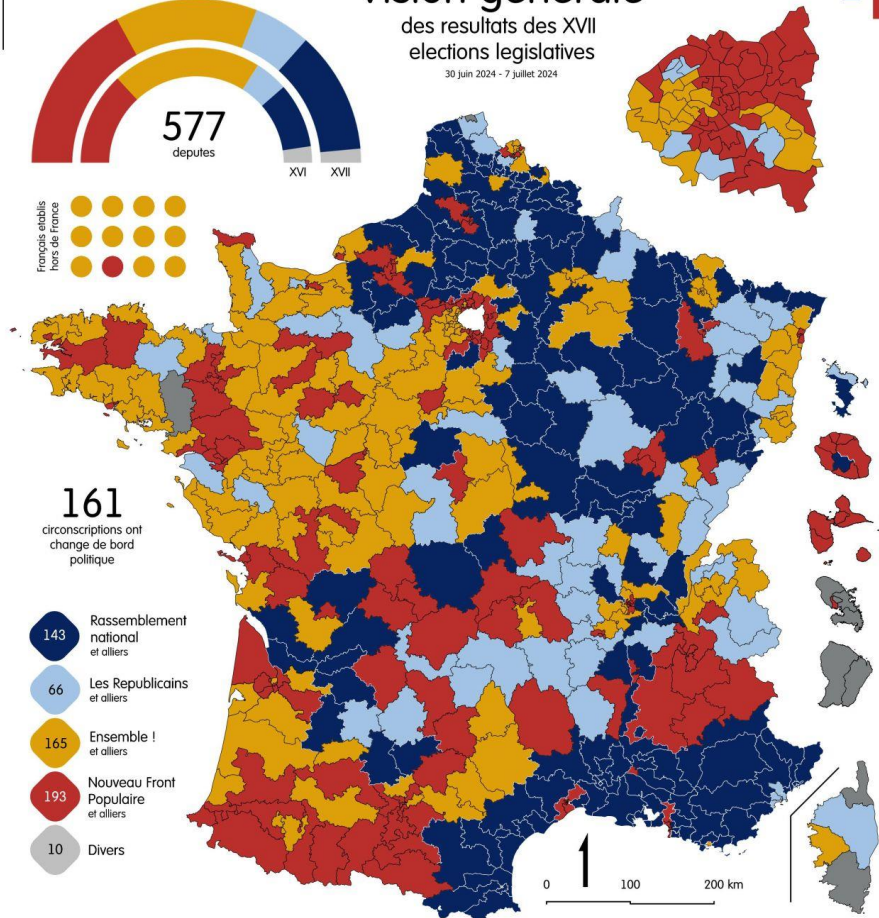 vision generale
des resultats des XVII
elections legislatives
30 juin 2024 - 7 juillet 2024
577
deputes
XVI
XVII
Français etablis
hors de France
161
circonscriptions ont
change de bord
politique
143
Rassemblement
national
et alliers
66
Les Republicains
et alliers
165
Ensemble !
et alliers
193
Nouveau Front
Populaire
et alliers
10
Divers
0 100 200 km